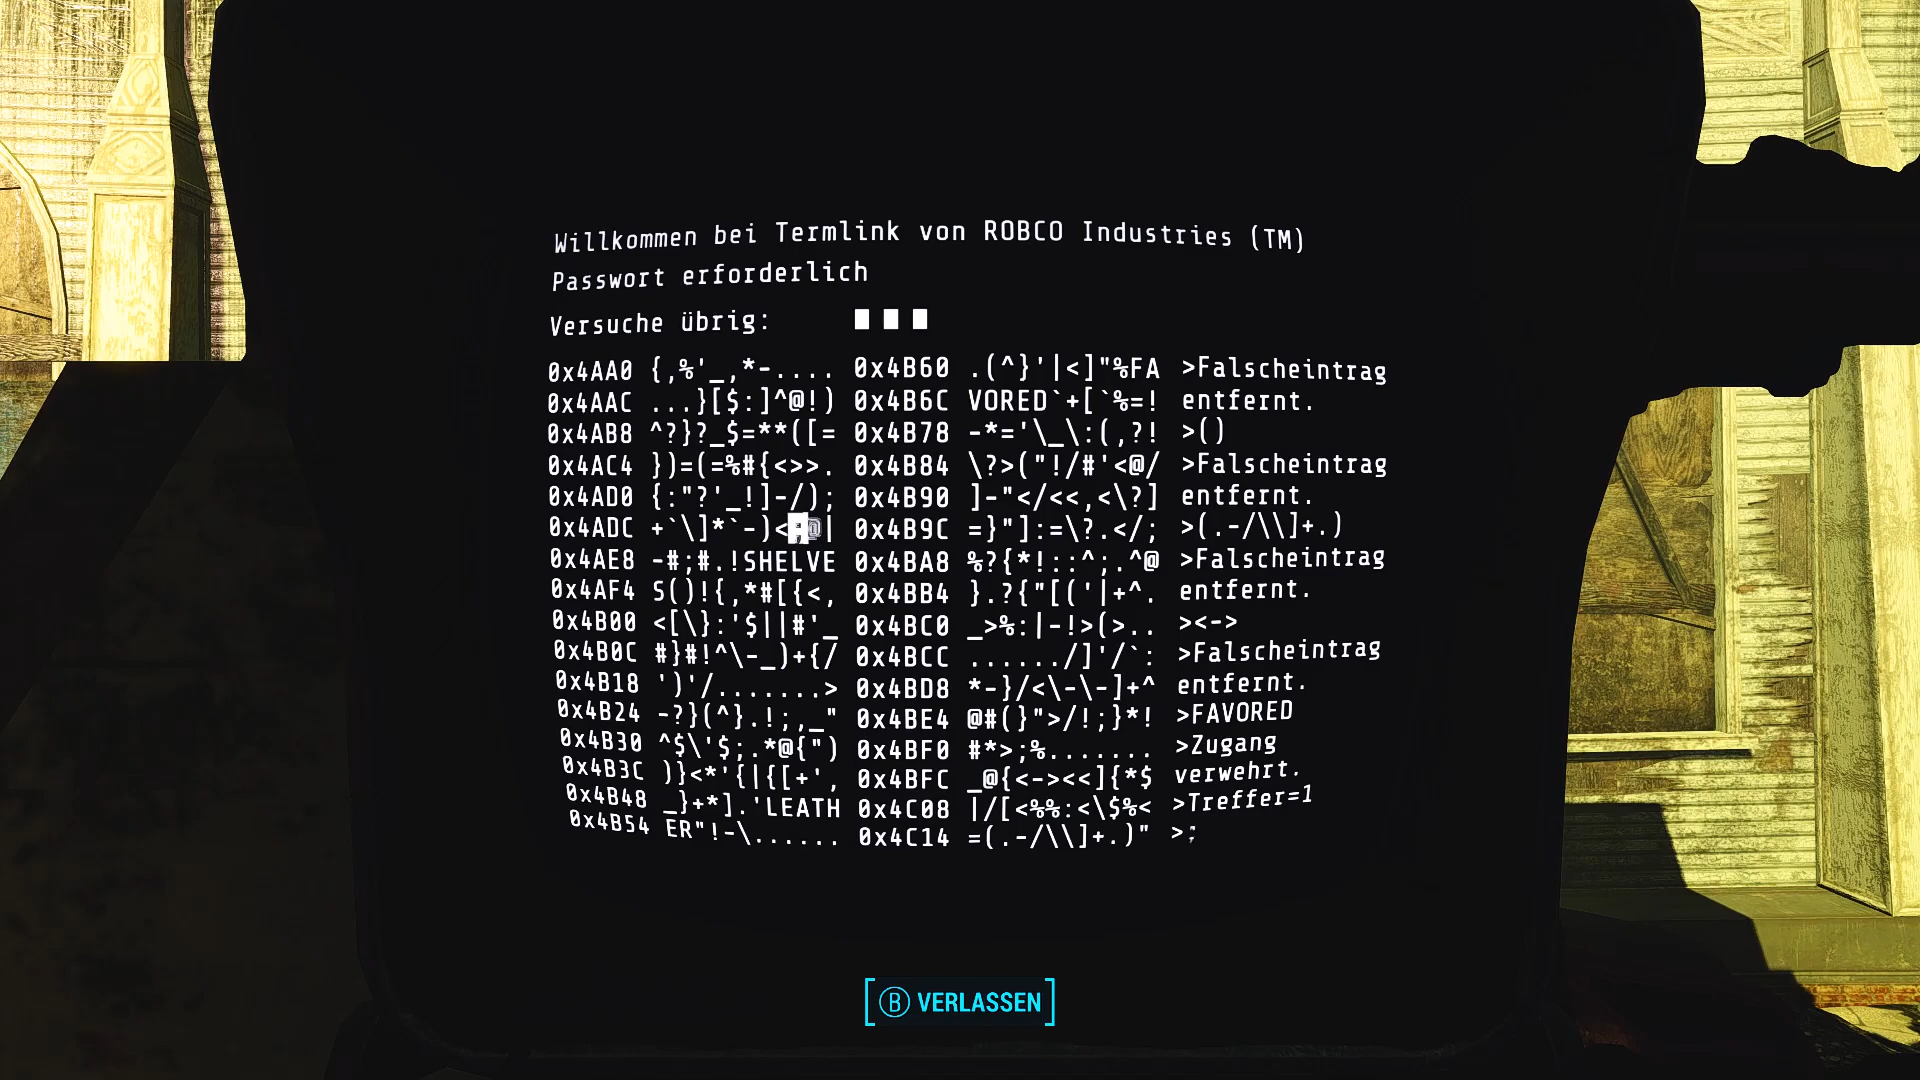 Willkommen bei Termlink von ROBCO Industries (TM)
Passwort erforderlich
Versuche übrig:
0x4AA0 {,%'_,*-.... 0x4B60 .(^}'|<]"%FA >Falscheintrag
0x4AAC ...}[$:]^@!) 0x4B6C VORED`+[`%=! entfernt.
0x4AB8 ^?}?_$=**([= 0x4B78 -*='\_\:(,?! >()
0x4AC4 })=(=%#{<>>. 0x4B84 \?>("!/#'<@/ >Falscheintrag
0x4AD0 {:"?'_!]-/); 0x4B90 ]-"</<<,<\?] entfernt.
0x4ADC +`\]*`-)<;@| 0x4B9C =}"]:=\?.</; >(.-/\\]+.)
0x4AE8 -#;#.!SHELVE 0x4BA8 %?{*!::^;.^@ >Falscheintrag
0x4AF4 S()!{,*#[{<, 0x4BB4 }.?{"[('|+^. entfernt.
0x4B00 <[\}:'$||#'_ 0x4BC0 _>%:|-!>(>.. ><->
0x4B0C #}#!^\-_)+{/ 0x4BCC ....../]'/`: >Falscheintrag
0x4B18 ')'/.......> 0x4BD8 *-}/<\-\-]+^ entfernt.
0x4B24 -?}(^}.!;,_" 0x4BE4 @#(}">/!;}*! >FAVORED
0x4B30 ^$\'$;.*@{") 0x4BF0 #*>;%....... >Zugang
0x4B3C )}<*'{|{[+', 0x4BFC _@{<-><<]{*$ verwehrt.
0x4B48 _}+*].'LEATH 0x4C08 |/[<%%:<\$%< >Treffer=1
0x4B54 ER"!-\...... 0x4C14 =(.-/\\]+.)" >;
B VERLASSEN